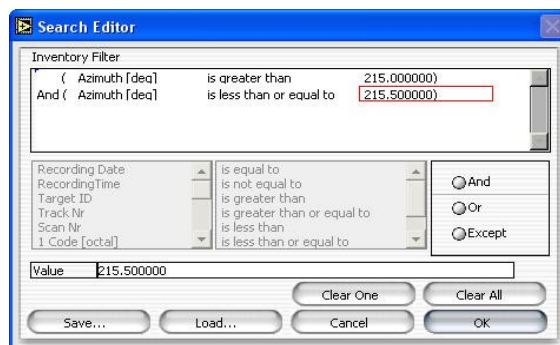 Search Editor
Inventory Filter
( Azimuth [deg] is greater than 215.000000)
And ( Azimuth [deg] is less than or equal to 215.500000)
Recording Date
RecordingTime
Target ID
Track Nr
Scan Nr
1 Code [octal]
is equal to
is not equal to
is greater than
is greater than or equal to
is less than
is less than or equal to
And
Or
Except
Value 215.500000
Clear One Clear All
Save... Load... Cancel OK